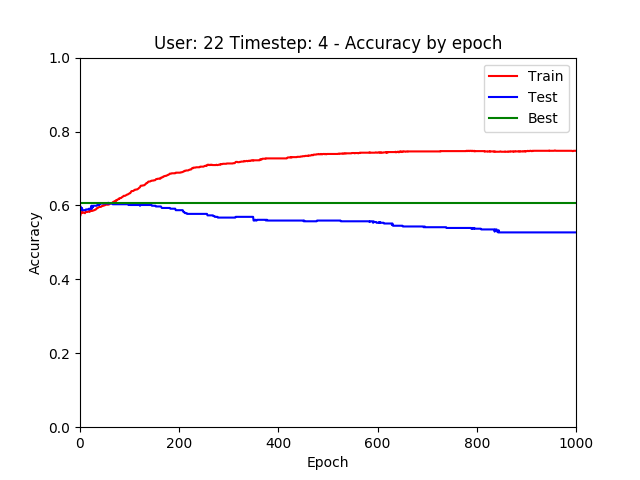 User: 22 Timestep: 4 - Accuracy by epoch
1.0
0.8
0.6
0.4
0.2
0.0
Accuracy
Train
Test
Best
0 200 400 600 800 1000
Epoch